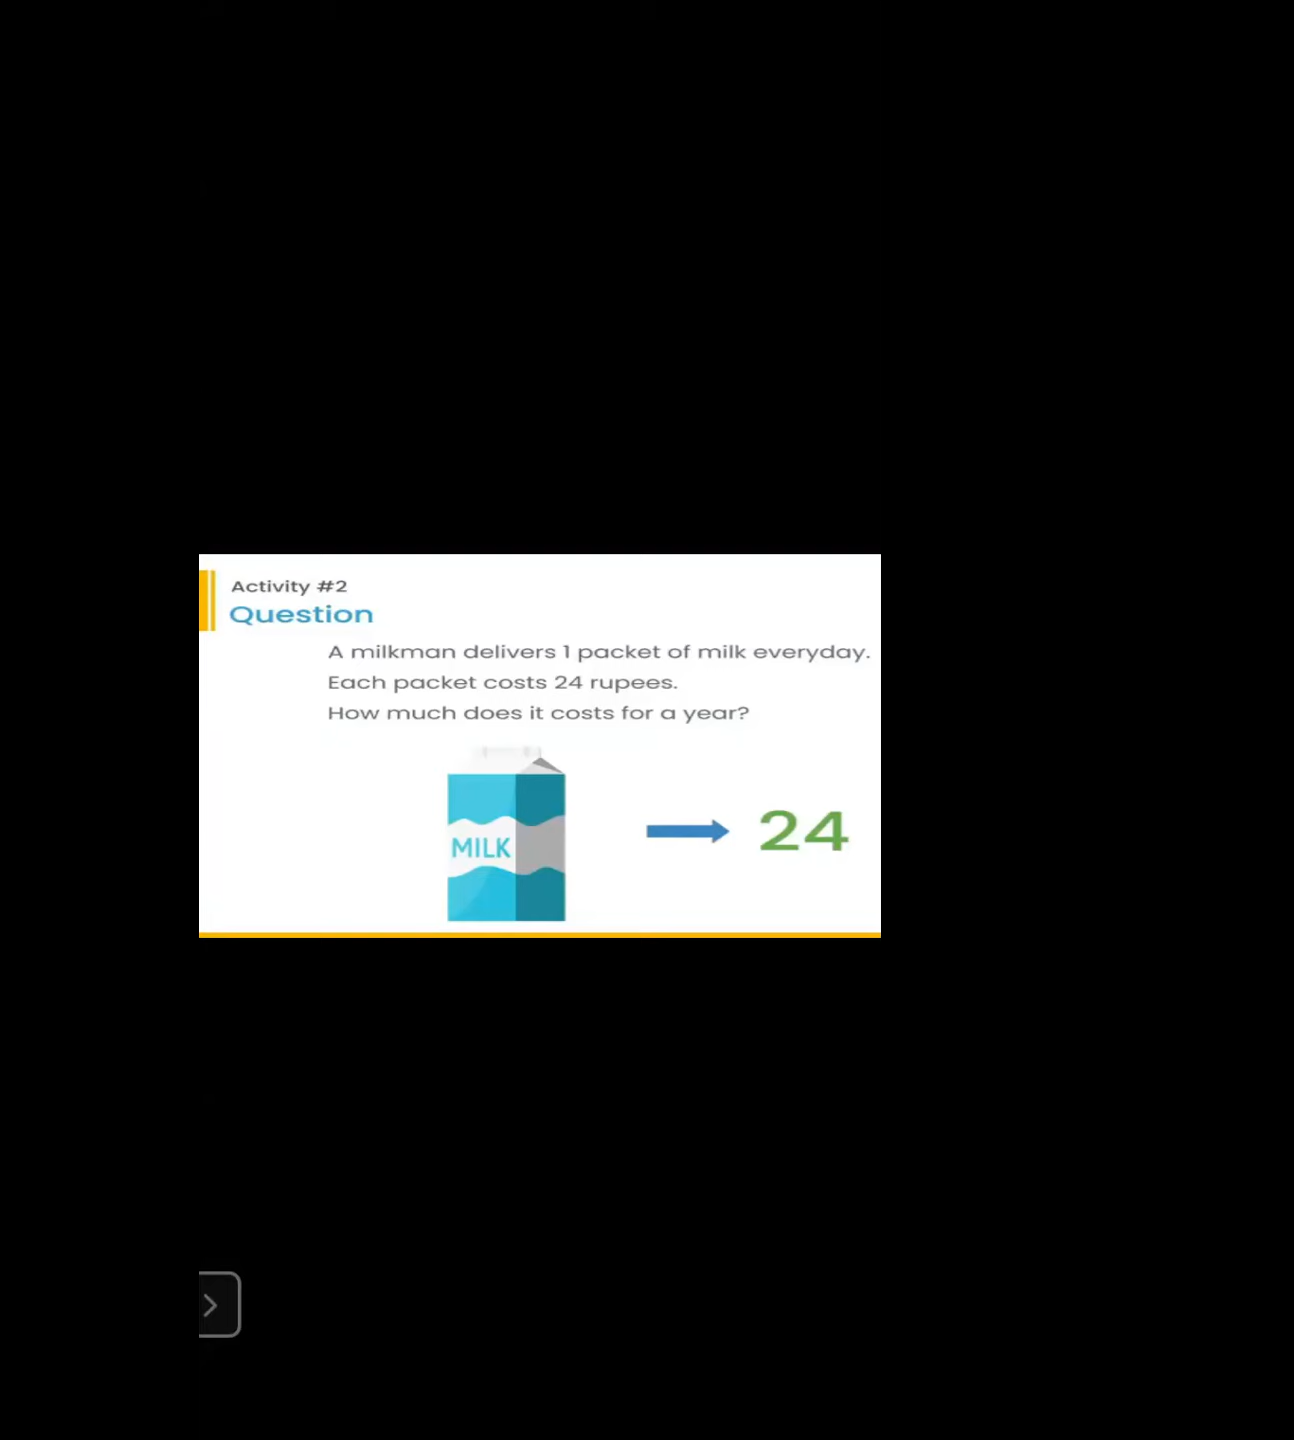 Activity #2
Question
A milkman delivers 1 packet of milk everyday.
Each packet costs 24 rupees.
How much does it costs for a year?
MILK
24